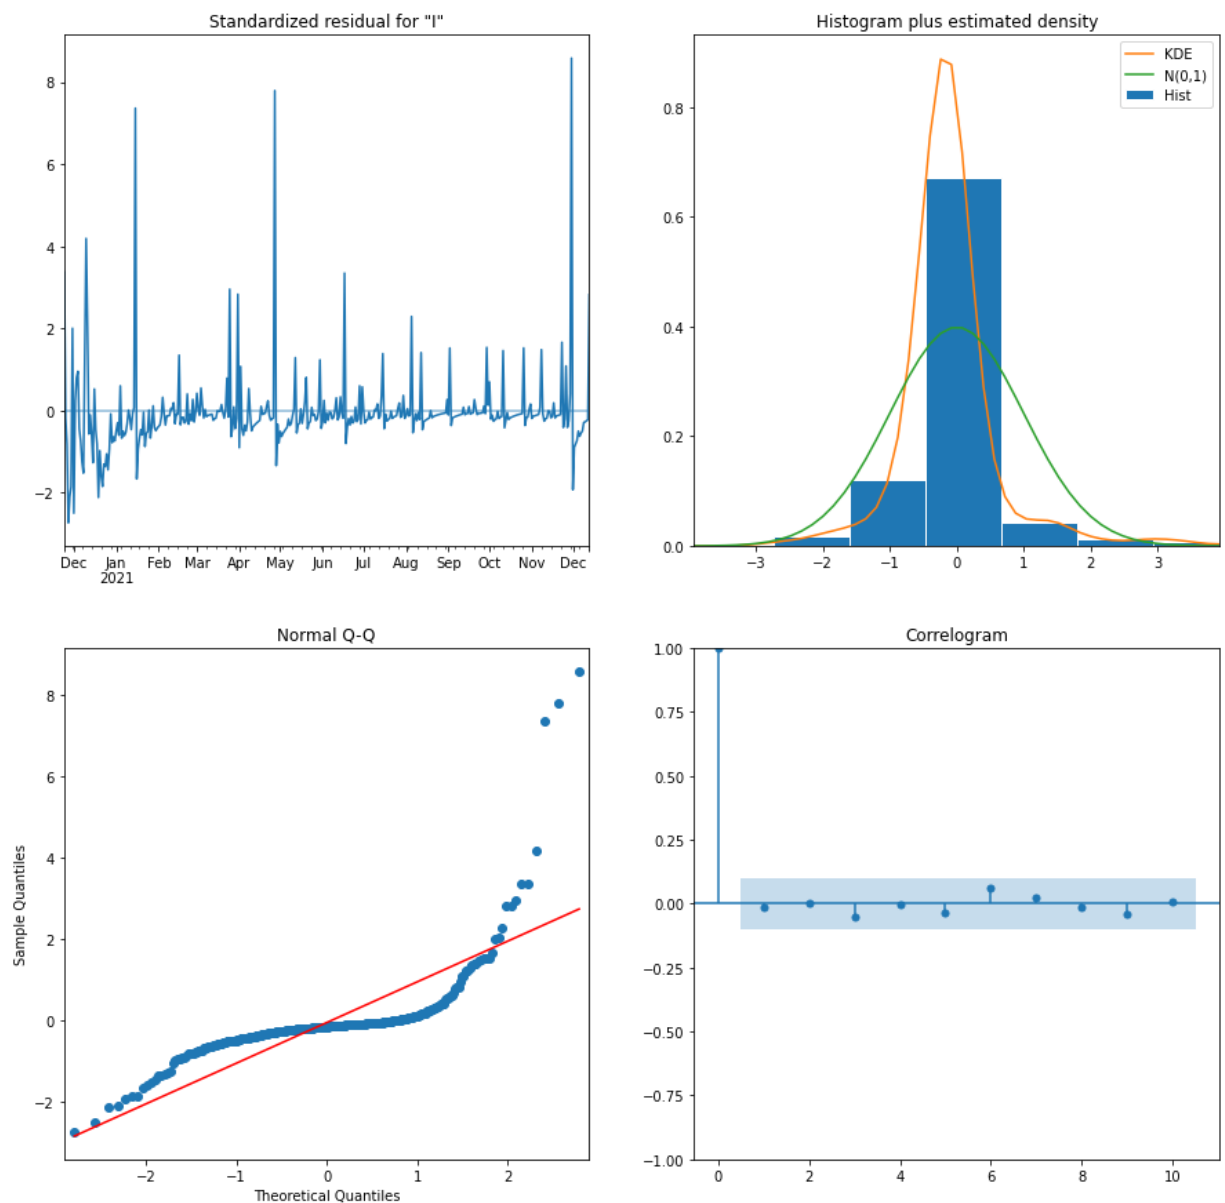 Standardized residual for "I"
8
6
4
2
0
−2
Dec Jan Feb Mar Apr May Jun Jul Aug Sep Oct Nov Dec
2021
Histogram plus estimated density
KDE
N(0,1)
Hist
0.8
0.6
0.4
0.2
0.0
−3 −2 −1 0 1 2 3
Normal Q-Q
Sample Quantiles
8
6
4
2
0
−2
−2 −1 0 1 2
Theoretical Quantiles
Correlogram
1.00
0.75
0.50
0.25
0.00
−0.25
−0.50
−0.75
−1.00
0 2 4 6 8 10